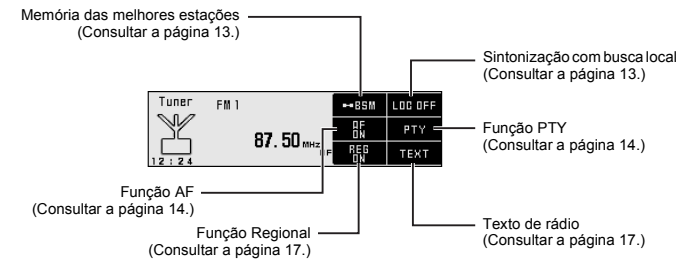 Memória das melhores estações
(Consultar a página 13.)
Sintonização com busca local
(Consultar a página 13.)
Tuner
FM 1
BSM
LOC OFF
AF
ON
PTY
87.50 MHz
REG
ON
TEXT
12:24
Função PTY
(Consultar a página 14.)
Função AF
(Consultar a página 14.)
Função Regional
(Consultar a página 17.)
Texto de rádio
(Consultar a página 17.)